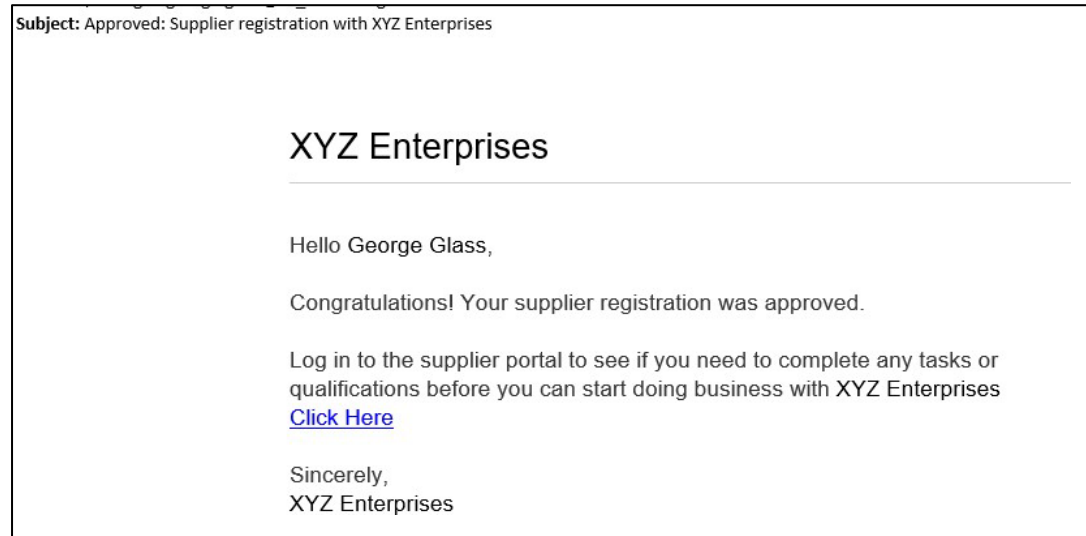 Subject: Approved: Supplier registration with XYZ Enterprises
XYZ Enterprises
Hello George Glass,
Congratulations! Your supplier registration was approved.
Log in to the supplier portal to see if you need to complete any tasks or
qualifications before you can start doing business with XYZ Enterprises
Click Here
Sincerely,
XYZ Enterprises